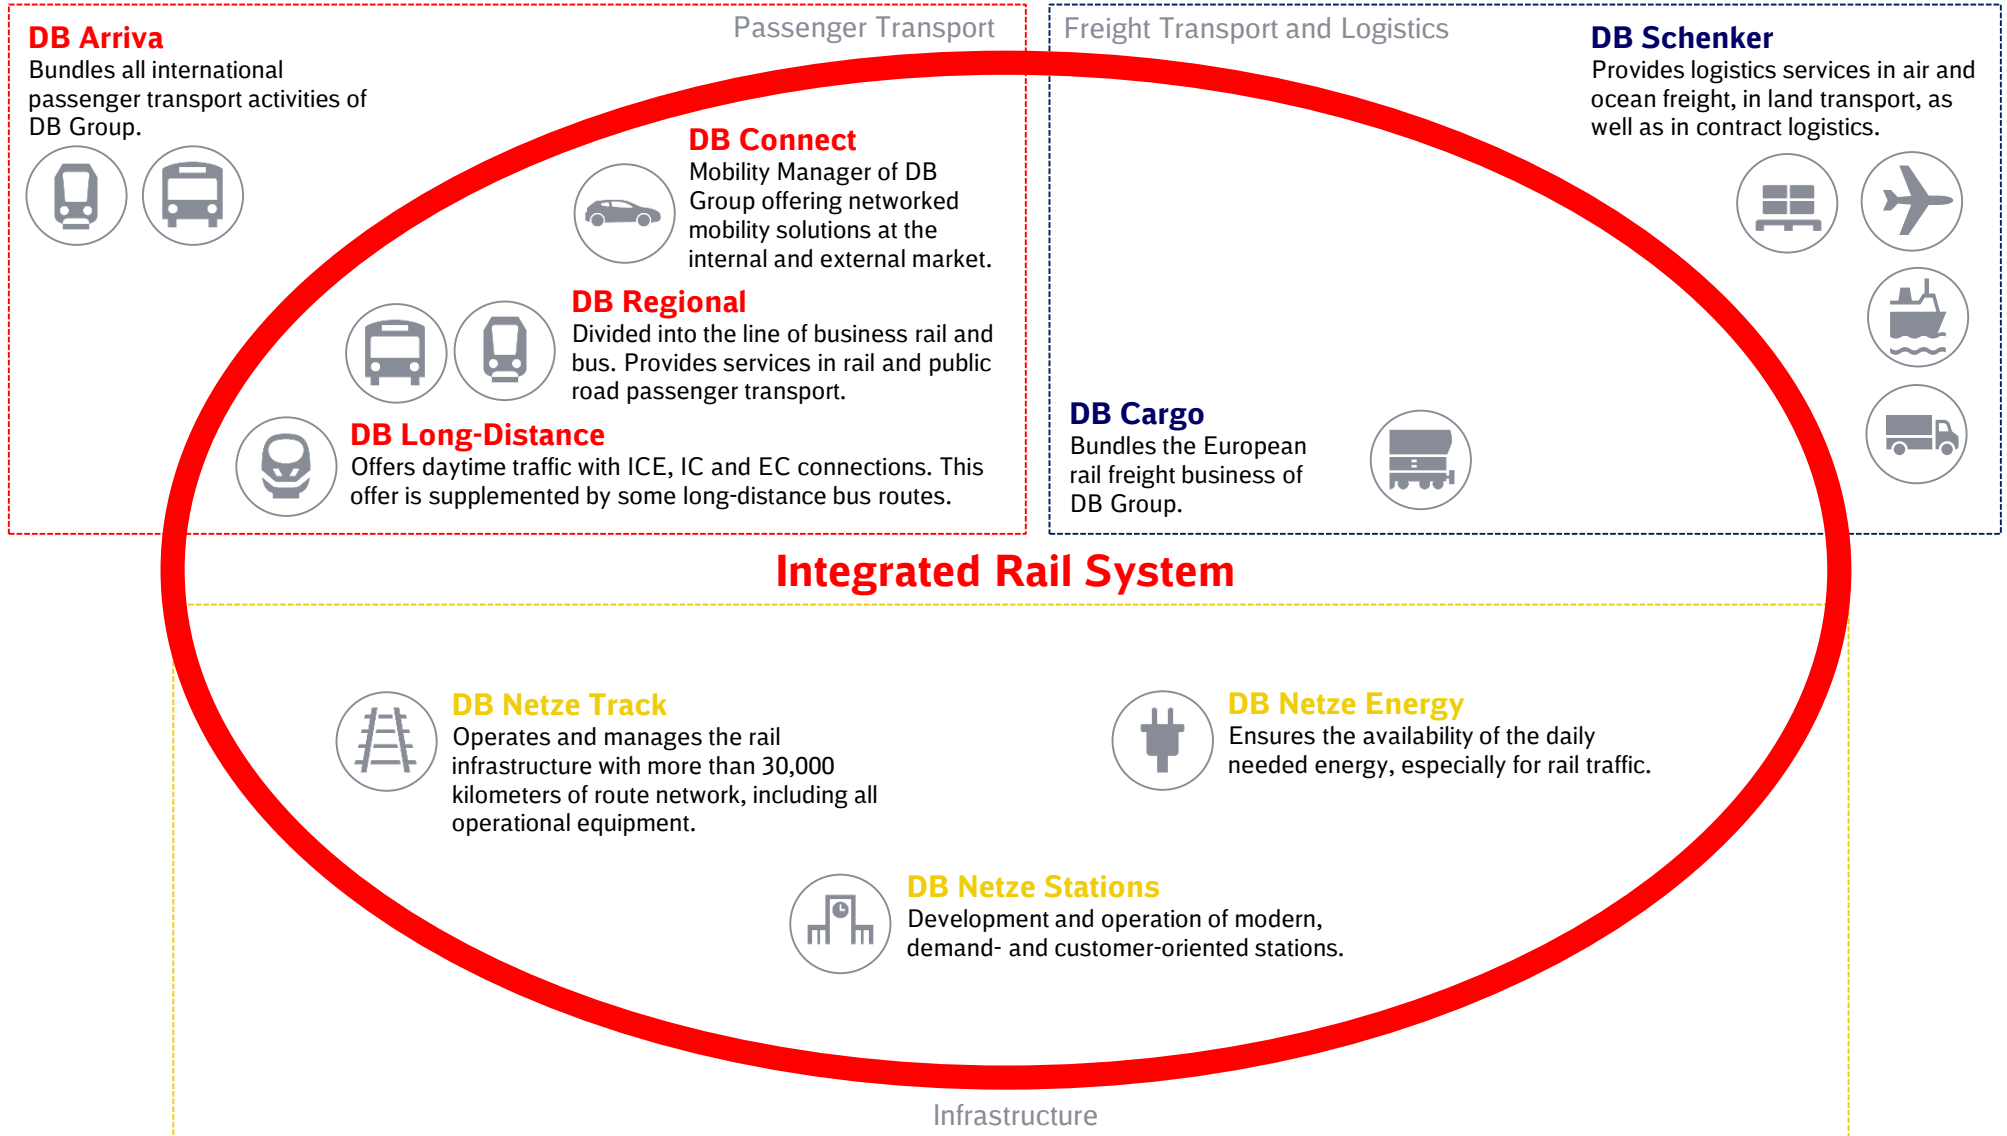 Passenger Transport
DB Arriva
Bundles all international
passenger transport activities of
DB Group.
DB Connect
Mobility Manager of DB
Group offering networked
mobility solutions at the
internal and external market.
DB Regional
Divided into the line of business rail and
bus. Provides services in rail and public
road passenger transport.
DB Long-Distance
Offers daytime traffic with ICE, IC and EC connections. This
offer is supplemented by some long-distance bus routes.
Freight Transport and Logistics
DB Schenker
Provides logistics services in air and
ocean freight, in land transport, as
well as in contract logistics.
DB Cargo
Bundles the European
rail freight business of
DB Group.
Integrated Rail System
DB Netze Track
Operates and manages the rail
infrastructure with more than 30,000
kilometers of route network, including all
operational equipment.
DB Netze Energy
Ensures the availability of the daily
needed energy, especially for rail traffic.
DB Netze Stations
Development and operation of modern,
demand- and customer-oriented stations.
Infrastructure